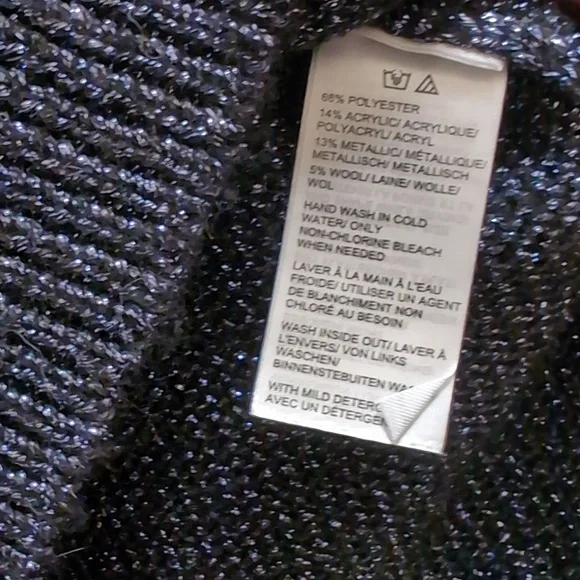 68% POLYESTER
14% ACRYLIC/ ACRYLIQUE/
POLYACRYL/ ACRYL
13% METALLIC/ MÉTALLIQUE/
METALLISCH/ METALLISCH
5% WOOL/ LAINE/ WOLLE/
WOL
HAND WASH IN COLD
WATER/ ONLY
NON-CHLORINE BLEACH
WHEN NEEDED
LAVER À LA MAIN À L'EAU
FROIDE/ UTILISER UN AGENT
DE BLANCHIMENT NON
CHLORÉ AU BESOIN
WASH INSIDE OUT/ LAVER À
L'ENVERS/ VON LINKS
WASCHEN/
BINNENSTEBUITEN
WITH MILD
AVEC UN